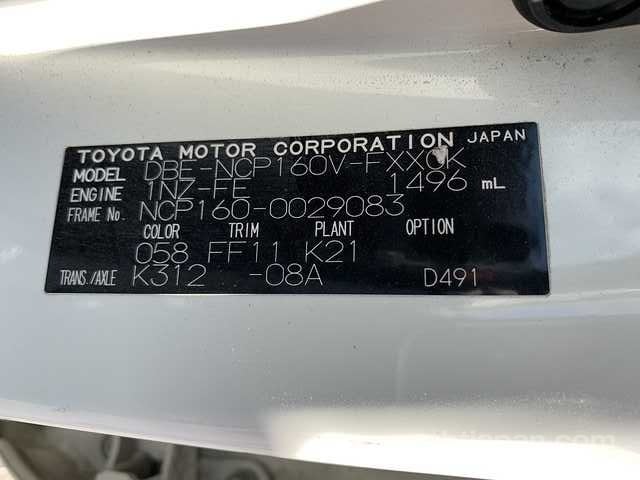 TOYOTA MOTOR CORPORATION JAPAN
MODEL DBE-NCP160V-FXXGK
ENGINE 1NZ-FE 1496 mL
FRAME No. NCP160-0029083
COLOR TRIM PLANT OPTION
058 FF11 K21
TRANS./AXLE K312 -08A D491